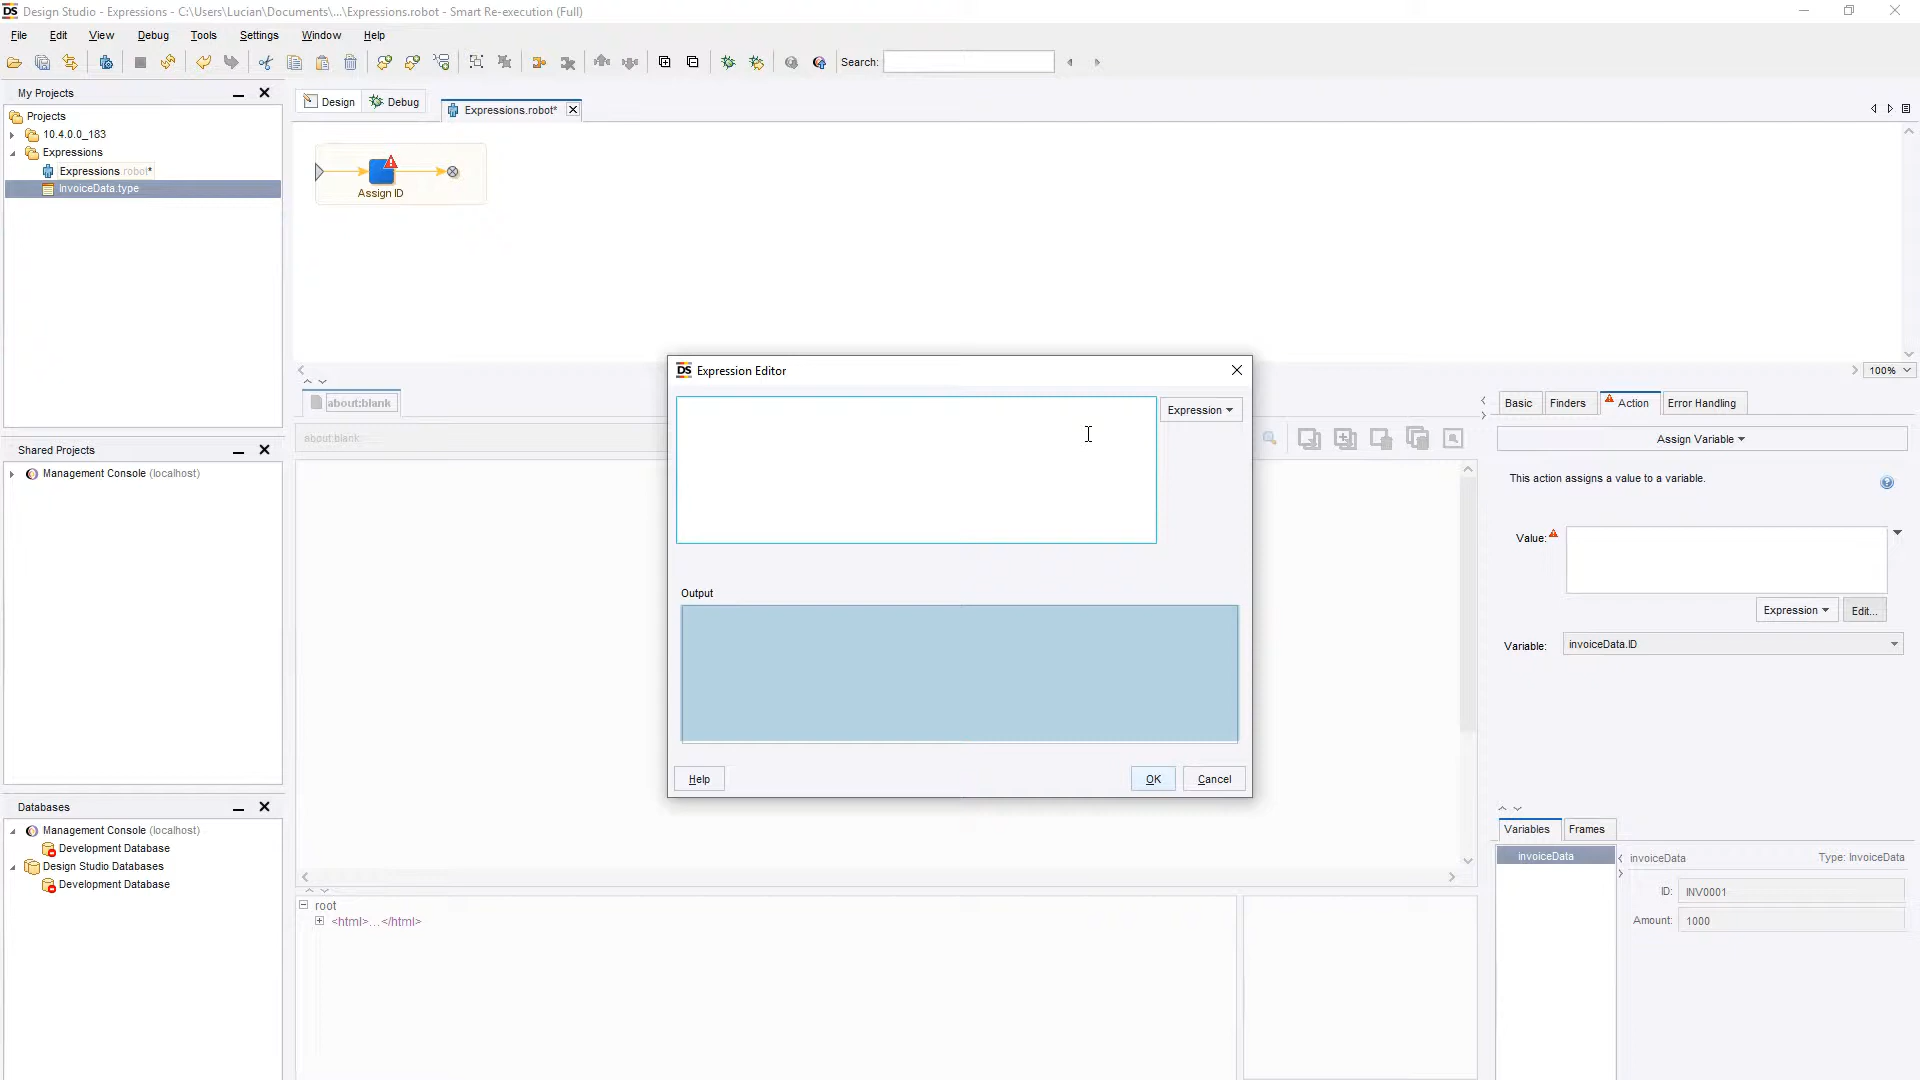 DS Design Studio - Expressions - C:\Users\Lucian\Documents\...\Expressions.robot - Smart Re-execution (Full)
File Edit View Debug Tools Settings Window Help
Search:
My Projects
Projects
10.4.0.0_183
Expressions
Expressions robot*
InvoiceData.type
Design Debug Expressions.robot*
Assign ID
100%
about:blank
about:blank
Shared Projects
Management Console (localhost)
Databases
Management Console (localhost)
Development Database
Design Studio Databases
Development Database
DS Expression Editor
Expression
Output
Help OK Cancel
Basic Finders Action Error Handling
Assign Variable
This action assigns a value to a variable.
Value:
Expression Edit...
Variable: invoiceData.ID
Variables Frames
invoiceData
invoiceData Type: InvoiceData
ID: INV0001
Amount: 1000
root
<html>...</html>